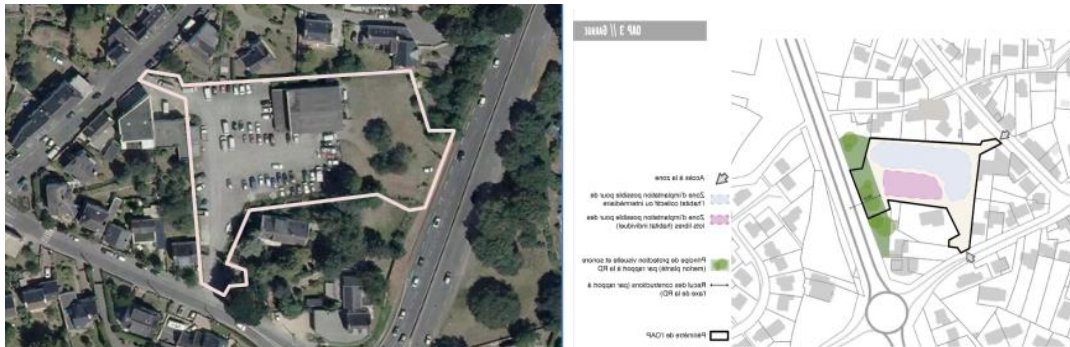 OAP 3 // GARAGE
Accès à la zone
Zone d'implantation possible pour de
l'habitat collectif ou intermédiaire
Zone d'implantation possible pour des
lots libres (habitat individuel)
Principe de protection visuelle et sonore
(merlon planté) par rapport à la RD
Recul des constructions (par rapport à
l'axe de la RD)
Périmètre de l'OAP